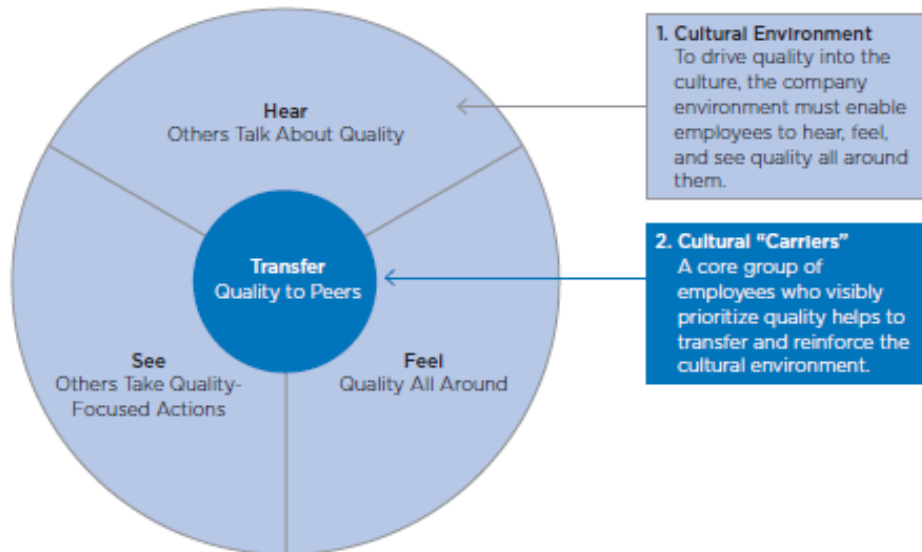 Hear
Others Talk About Quality
Transfer
Quality to Peers
See
Others Take Quality-
Focused Actions
Feel
Quality All Around
1. Cultural Environment
To drive quality into the
culture, the company
environment must enable
employees to hear, feel,
and see quality all around
them.
2. Cultural "Carriers"
A core group of
employees who visibly
prioritize quality helps to
transfer and reinforce the
cultural environment.